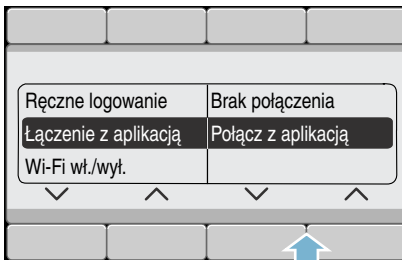 Ręczne logowanie Brak połączenia
Łączenie z aplikacją Połącz z aplikacją
Wi-Fi wł./wył.